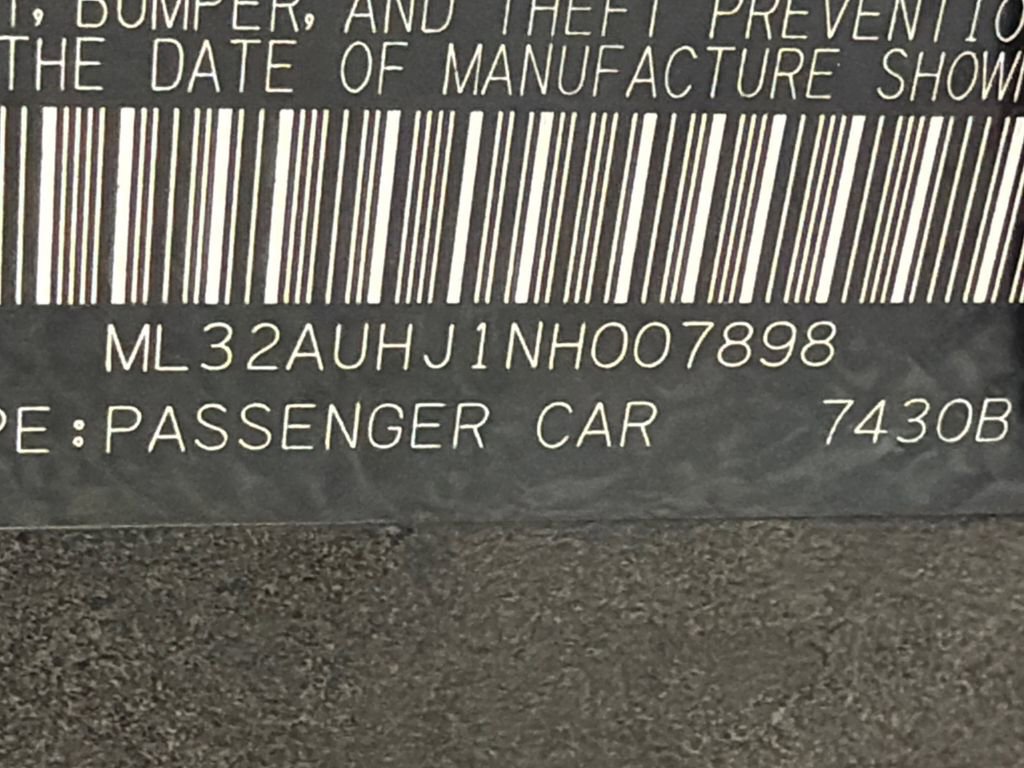 T, BUMPER, AND THEFT PREVENTIO
THE DATE OF MANUFACTURE SHOW
ML32AUHJ1NH007898
PE:PASSENGER CAR 7430B